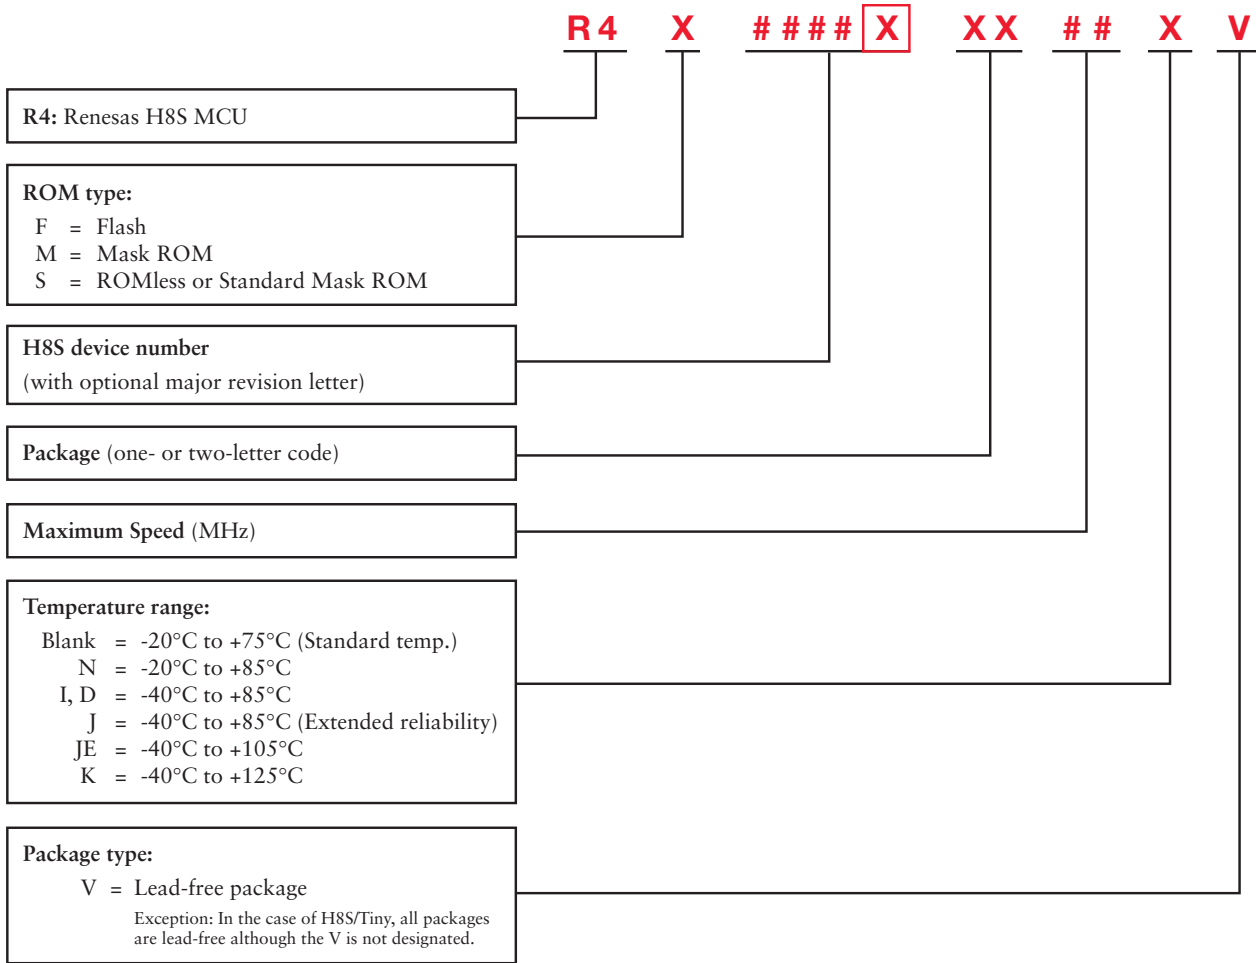 R4 X #### X XX ## X V
R4: Renesas H8S MCU
ROM type:
F = Flash
M = Mask ROM
S = ROMless or Standard Mask ROM
H8S device number
(with optional major revision letter)
Package (one- or two-letter code)
Maximum Speed (MHz)
Temperature range:
Blank = -20°C to +75°C (Standard temp.)
N = -20°C to +85°C
I, D = -40°C to +85°C
J = -40°C to +85°C (Extended reliability)
JE = -40°C to +105°C
K = -40°C to +125°C
Package type:
V = Lead-free package
Exception: In the case of H8S/Tiny, all packages
are lead-free although the V is not designated.